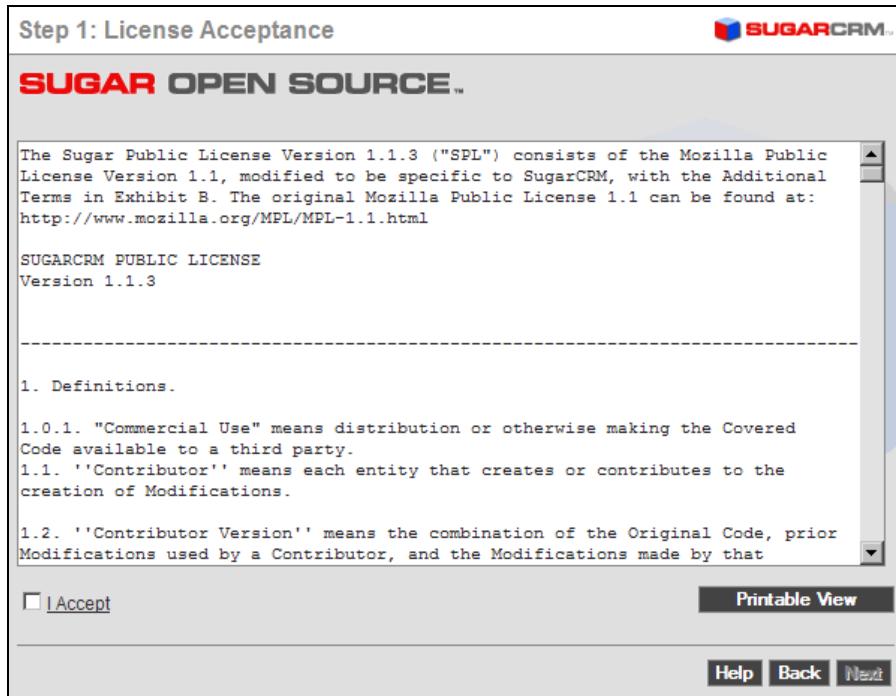 Step 1: License Acceptance
SUGARCRM™
SUGAR OPEN SOURCE™
The Sugar Public License Version 1.1.3 ("SPL") consists of the Mozilla Public
License Version 1.1, modified to be specific to SugarCRM, with the Additional
Terms in Exhibit B. The original Mozilla Public License 1.1 can be found at:
http://www.mozilla.org/MPL/MPL-1.1.html
SUGARCRM PUBLIC LICENSE
Version 1.1.3
--------------------------------------------------------------------------------
1. Definitions.
1.0.1. "Commercial Use" means distribution or otherwise making the Covered
Code available to a third party.
1.1. ''Contributor'' means each entity that creates or contributes to the
creation of Modifications.
1.2. ''Contributor Version'' means the combination of the Original Code, prior
Modifications used by a Contributor, and the Modifications made by that
I Accept
Printable View
Help Back Next